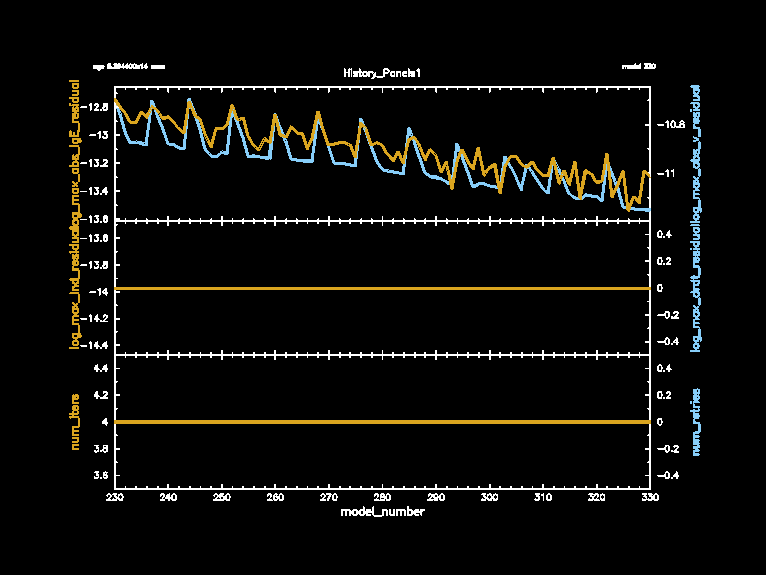 model 330
History_Panels1
log_max_abs_lgE_residual
-12.8
-13
-13.2
-13.4
-13.6
-10.8
-11
log_max_abs_v_residual
log_max_lnd_residual
-13.6
-13.8
-14
-14.2
-14.4
0.4
0.2
0
-0.2
-0.4
log_max_drdt_residual
num_iters
4.4
4.2
4
3.8
3.6
0.4
0.2
0
-0.2
-0.4
num_retries
230 240 250 260 270 280 290 300 310 320 330
model_number